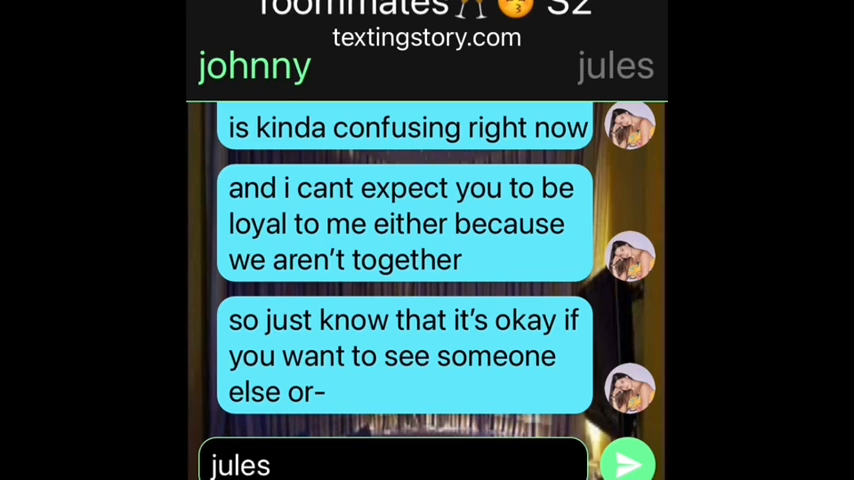 roommates🥂😚 S2
textingstory.com
johnny
jules
is kinda confusing right now
and i cant expect you to be
loyal to me either because
we aren’t together
so just know that it’s okay if
you want to see someone
else or-
jules